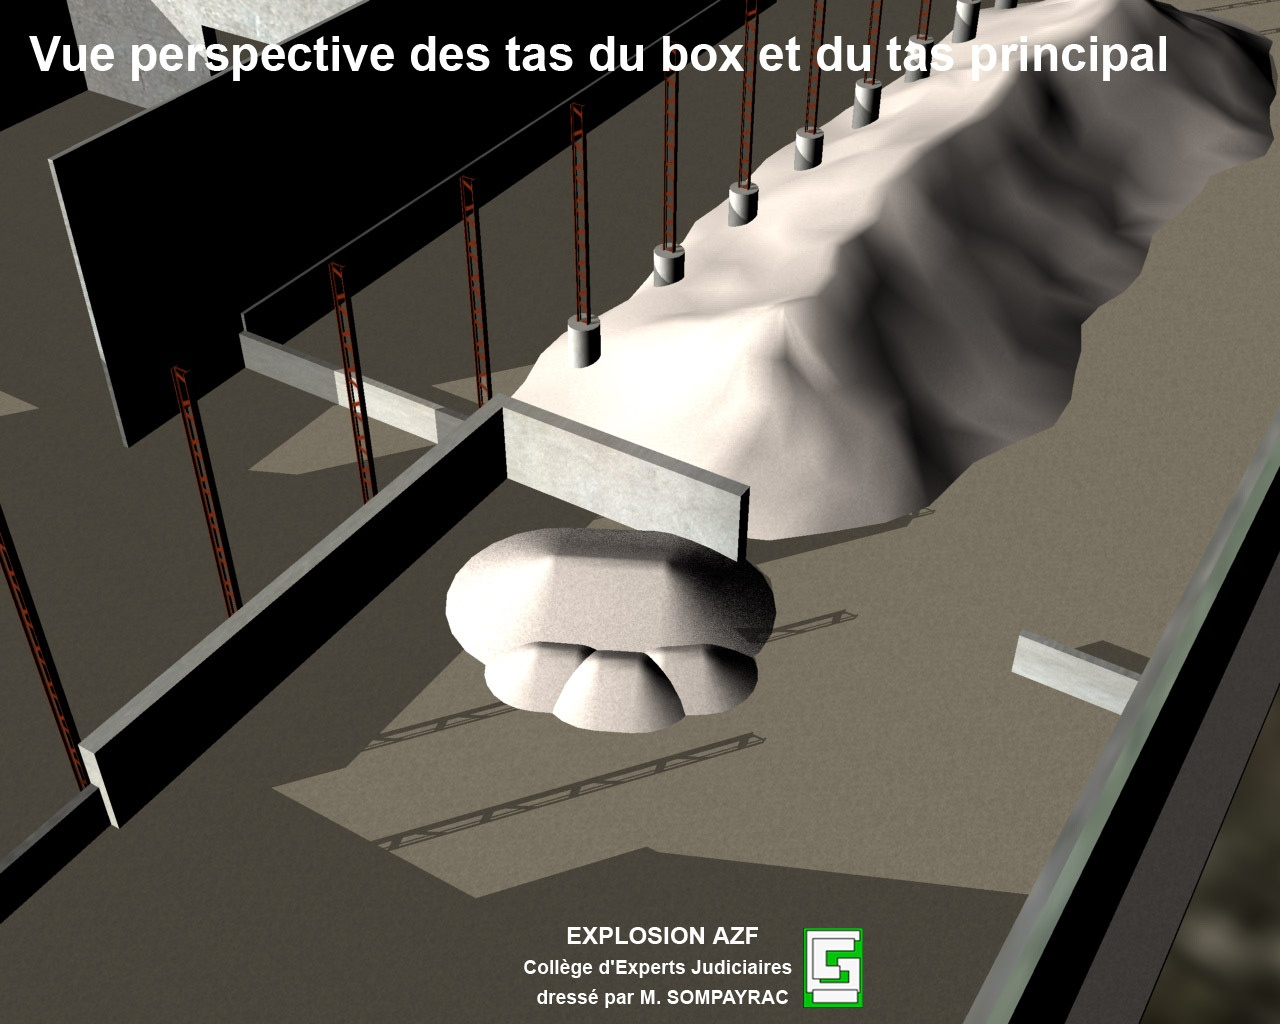 Vue perspective des tas du box et du tas principal
EXPLOSION AZF
Collège d'Experts Judiciaires
dressé par M. SOMPAYRAC